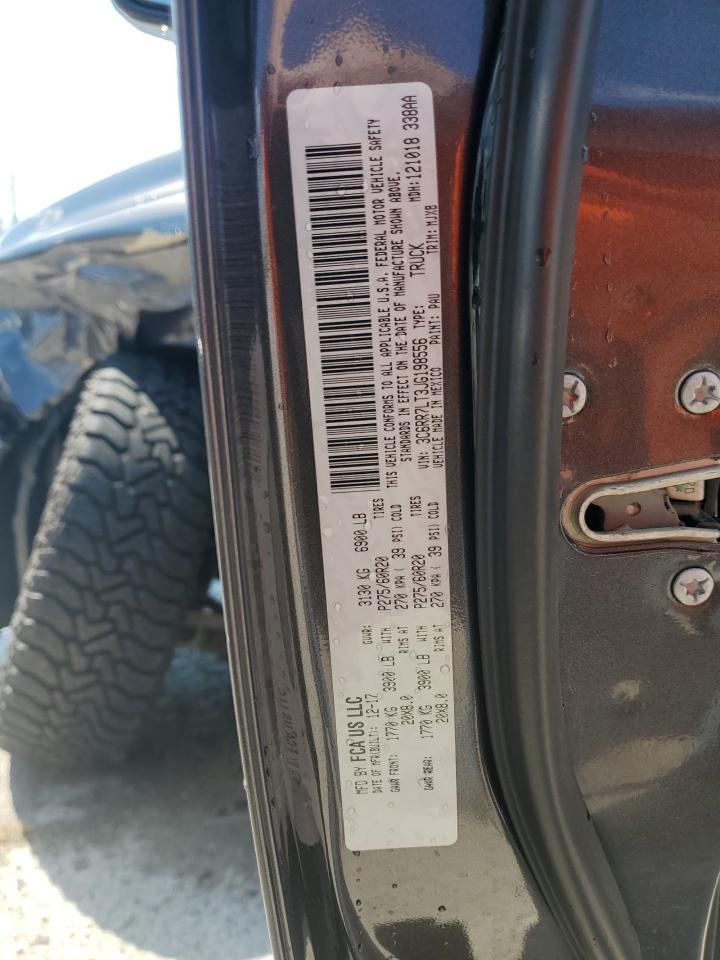 MFD BY FCA US LLC
DATE OF MFR(BUILT): 12-17 GVWR: 3130 KG 6900 LB
GAWR FRONT: 1770 KG 3900 LB WITH P275/60R20 TIRES
20X8.0 RIMS AT 270 KPA ( 39 PSI) COLD
GAWR REAR: 1770 KG 3900 LB WITH P275/60R20 TIRES
20X8.0 RIMS AT 270 KPA ( 39 PSI) COLD
THIS VEHICLE CONFORMS TO ALL APPLICABLE U.S.A. FEDERAL MOTOR VEHICLE SAFETY
STANDARDS IN EFFECT ON THE DATE OF MANUFACTURE SHOWN ABOVE.
MDH:121018 338AA
VIN: 3C6RR7LT3JG198556 TYPE: TRUCK
VEHICLE MADE IN MEXICO PAINT: PAU TRIM: MJX8